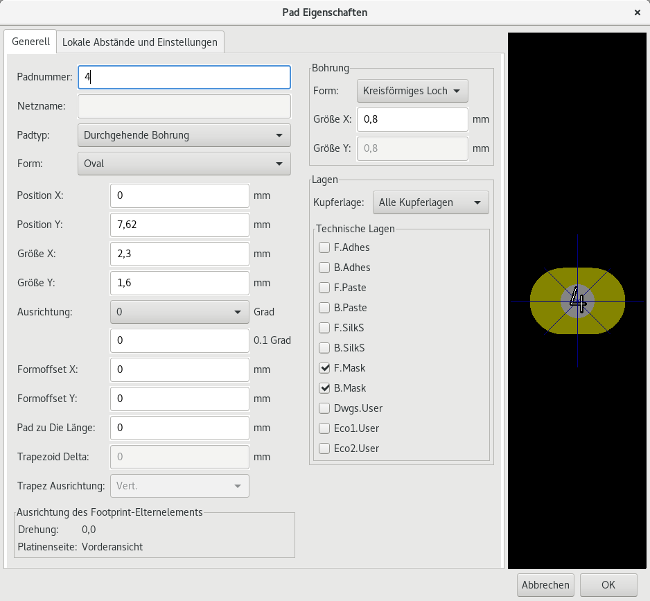 Pad Eigenschaften
Generell
Lokale Abstände und Einstellungen
Padnummer: 4
Netzname:
Padtyp: Durchgehende Bohrung
Form: Oval
Position X: 0 mm
Position Y: 7,62 mm
Größe X: 2,3 mm
Größe Y: 1,6 mm
Ausrichtung: 0 Grad
0 0.1 Grad
Formoffset X: 0 mm
Formoffset Y: 0 mm
Pad zu Die Länge: 0 mm
Trapezoid Delta: 0 mm
Trapez Ausrichtung: Vert.
Ausrichtung des Footprint-Elternelements
Drehung: 0,0
Platinenseite: Vorderansicht
Bohrung
Form: Kreisförmiges Loch
Größe X: 0,8 mm
Größe Y: 0,8 mm
Lagen
Kupferlage: Alle Kupferlagen
Technische Lagen
F.Adhes
B.Adhes
F.Paste
B.Paste
F.SilkS
B.SilkS
F.Mask
B.Mask
Dwgs.User
Eco1.User
Eco2.User
4
Abbrechen
OK